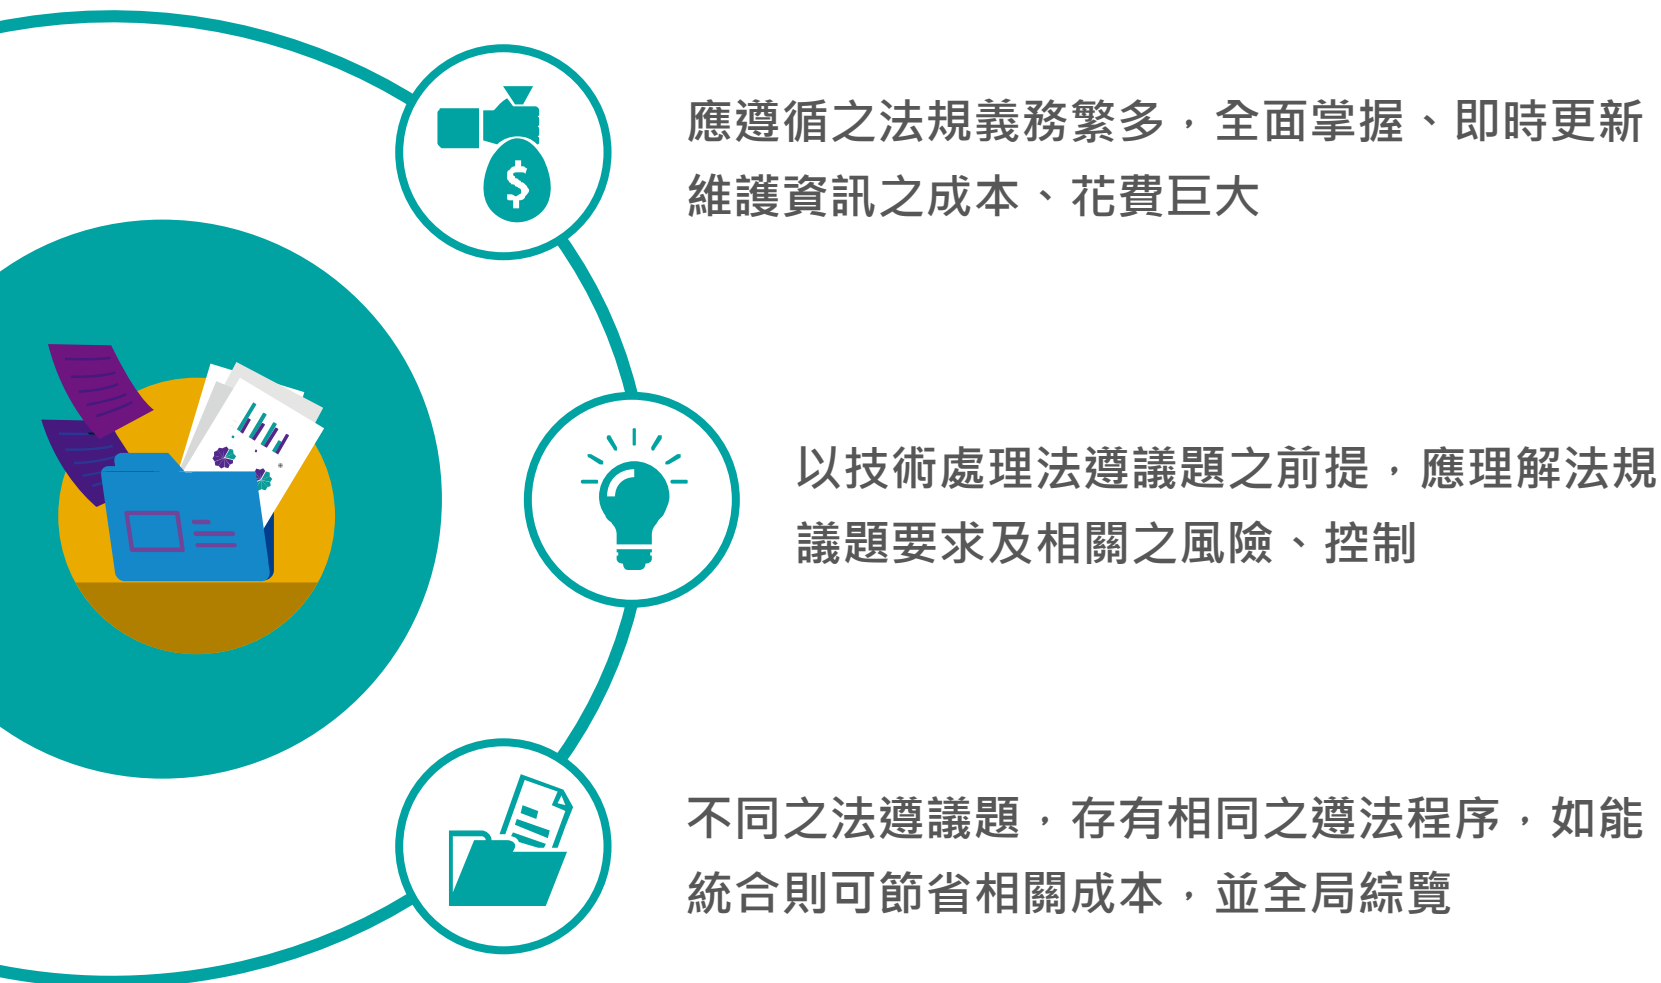 應遵循之法規義務繁多，全面掌握、即時更新
維護資訊之成本、花費巨大
以技術處理法遵議題之前提，應理解法規
議題要求及相關之風險、控制
不同之法遵議題，存有相同之遵法程序，如能
統合則可節省相關成本，並全局綜覽